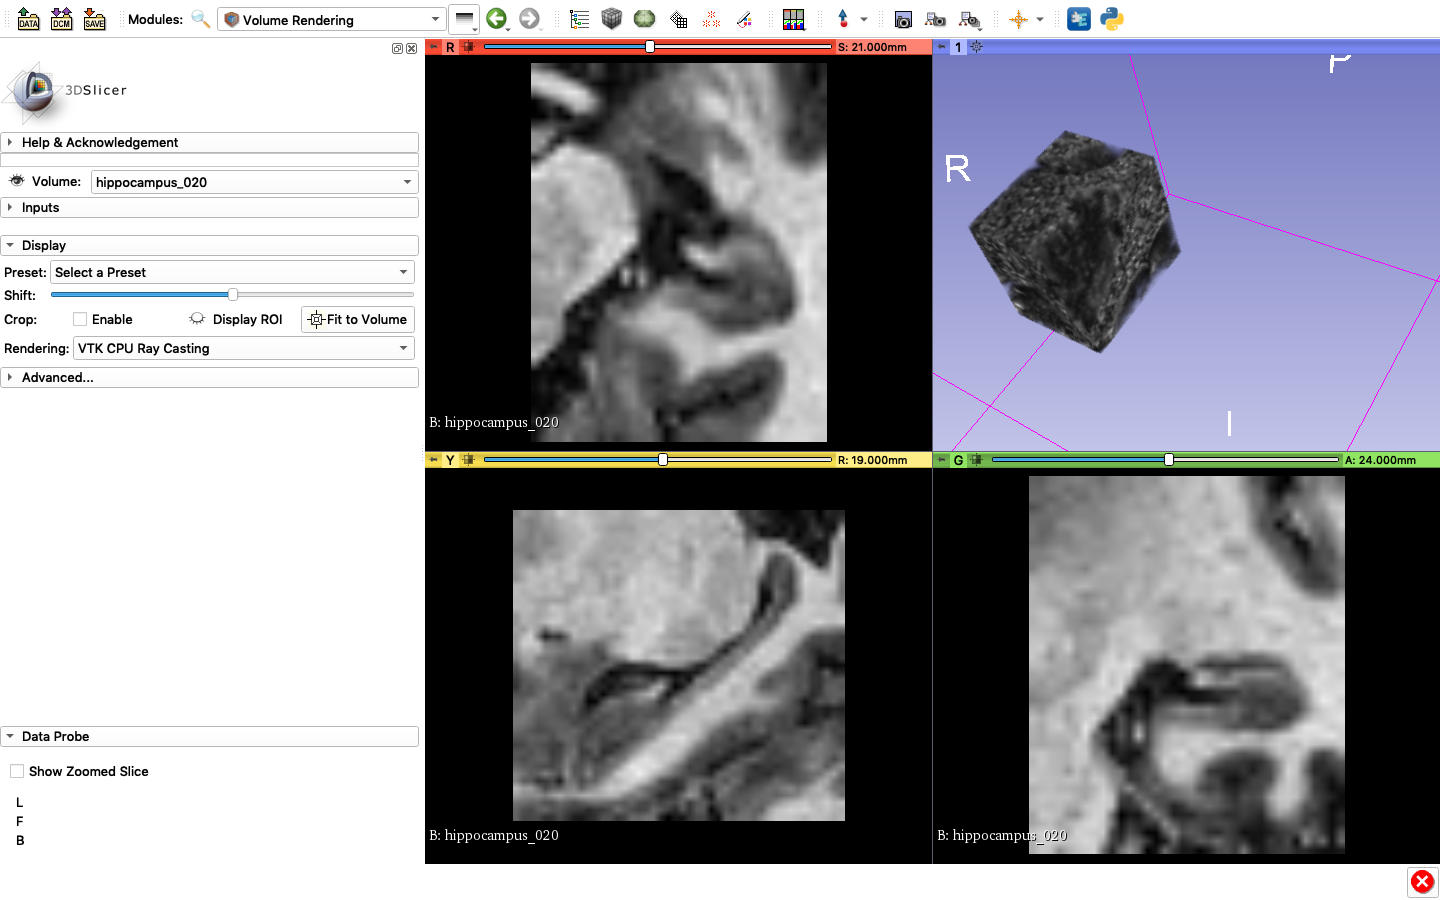 DATA DCM SAVE Modules: Volume Rendering
R S: 21.000mm 1
3DSlicer
Help & Acknowledgement
Volume: hippocampus_020
Inputs
Display
Preset: Select a Preset
Shift:
Crop: Enable Display ROI Fit to Volume
Rendering: VTK CPU Ray Casting
Advanced...
B: hippocampus_020
P
R
I
Y R: 19.000mm G A: 24.000mm
B: hippocampus_020
B: hippocampus_020
Data Probe
Show Zoomed Slice
L
F
B